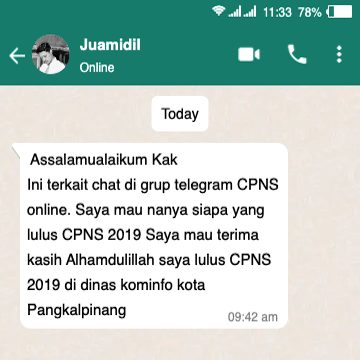 11:33 78%
Juamidil
Online
Today
Assalamualaikum Kak
Ini terkait chat di grup telegram CPNS
online. Saya mau nanya siapa yang
lulus CPNS 2019 Saya mau terima
kasih Alhamdulillah saya lulus CPNS
2019 di dinas kominfo kota
Pangkalpinang
09:42 am